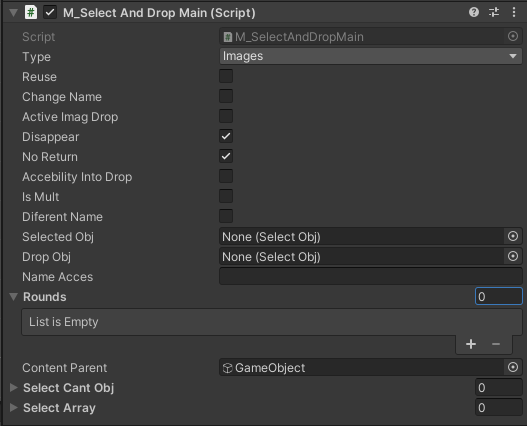 M_Select And Drop Main (Script)
Script M_SelectAndDropMain
Type Images
Reuse
Change Name
Active Imag Drop
Disappear
No Return
Accebility Into Drop
Is Mult
Diferent Name
Selected Obj None (Select Obj)
Drop Obj None (Select Obj)
Name Acces
Rounds 0
List is Empty
+ −
Content Parent GameObject
Select Cant Obj 0
Select Array 0